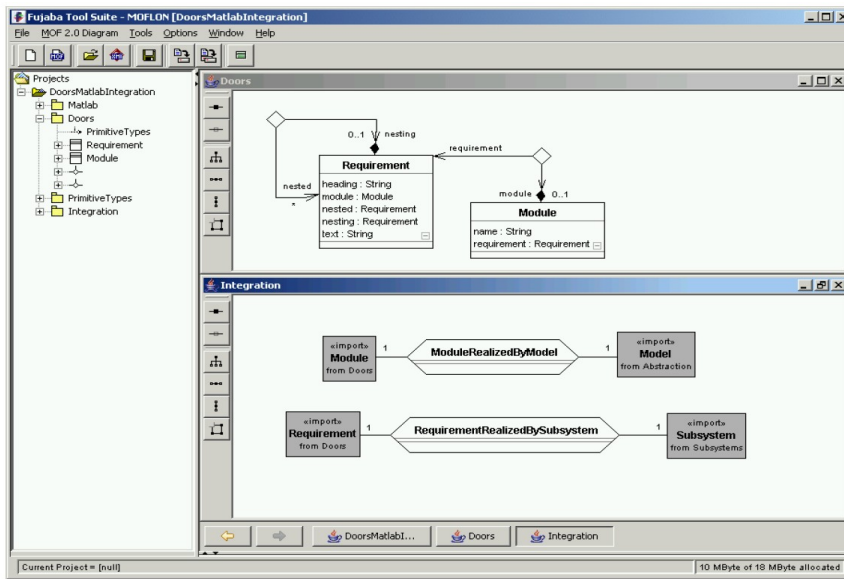 Fujaba Tool Suite - MOFLON [DoorsMatlabIntegration]
File MOF 2.0 Diagram Tools Options Window Help
Projects
DoorsMatlabIntegration
Matlab
Doors
PrimitiveTypes
Requirement
Module
PrimitiveTypes
Integration
Doors
0..1 nesting
requirement
Requirement
nested
*
heading : String
module : Module
nested : Requirement
nesting : Requirement
text : String
module 0..1
Module
name : String
requirement : Requirement
Integration
«import»
Module
from Doors
1
ModuleRealizedByModel
1
«import»
Model
from Abstraction
«import»
Requirement
from Doors
1
RequirementRealizedBySubsystem
1
«import»
Subsystem
from Subsystems
DoorsMatlabI... Doors Integration
Current Project = [null] 10 MByte of 18 MByte allocated